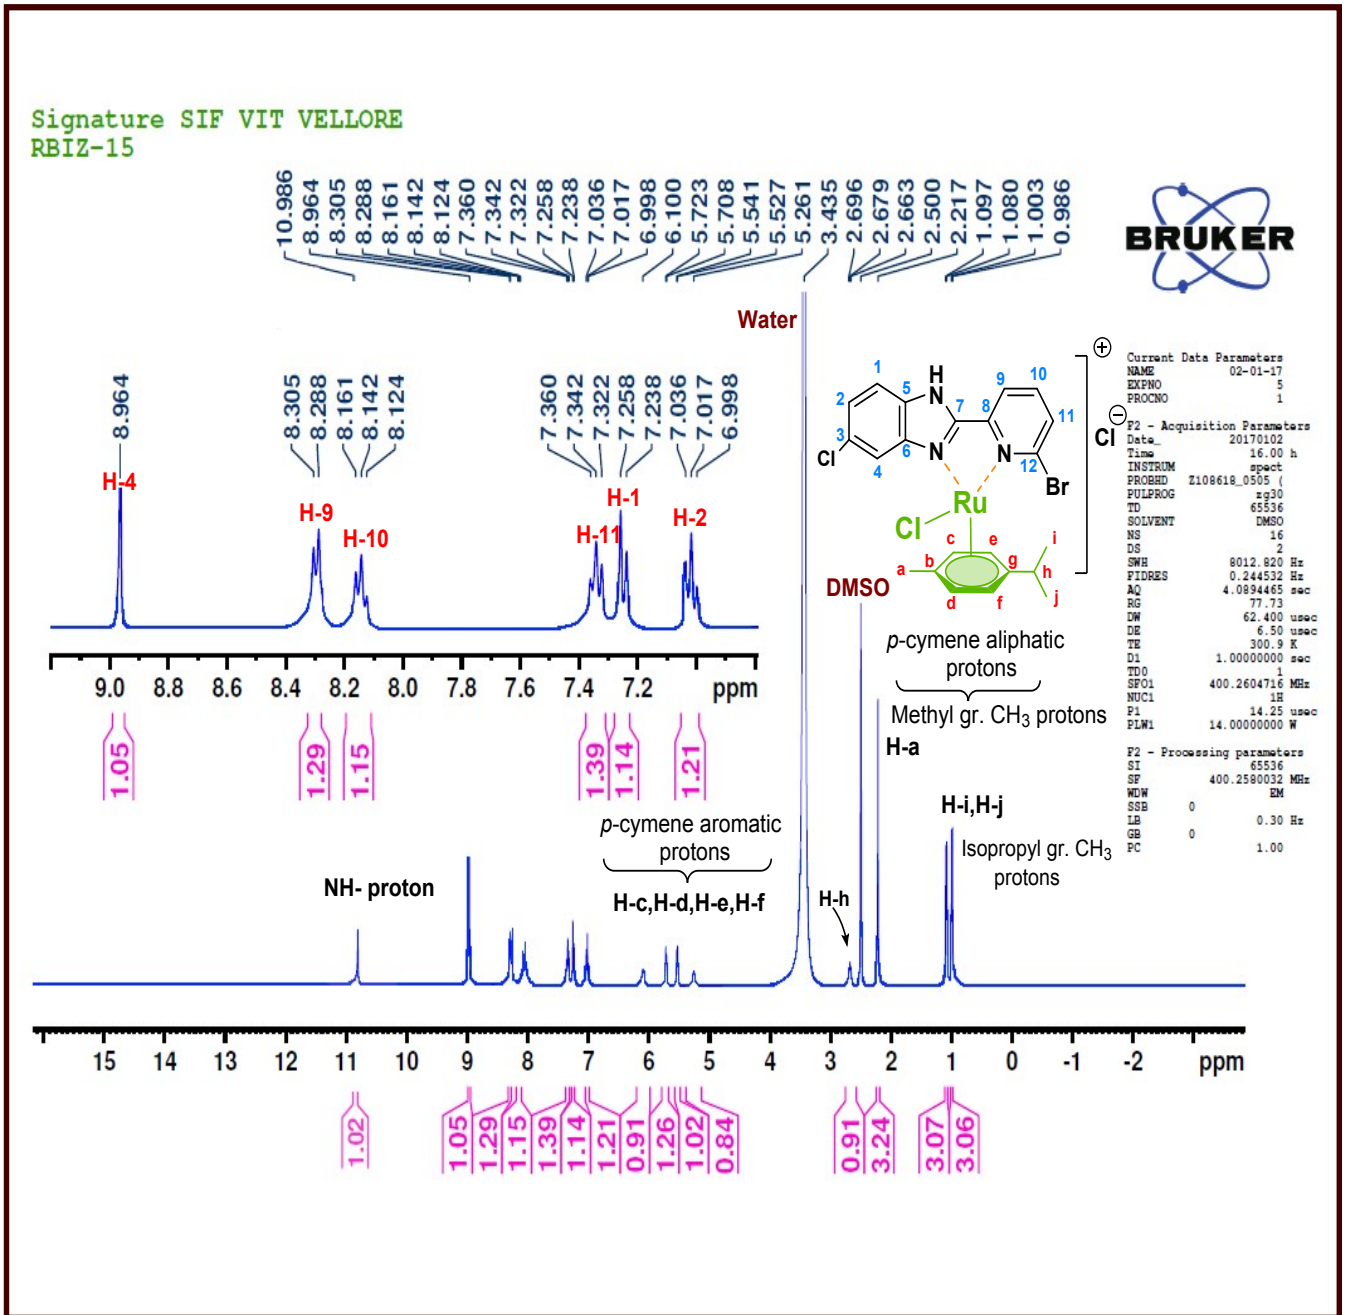 Signature SIF VIT VELLORE
RBIZ-15
10.986
8.964
8.305
8.288
8.161
8.142
8.124
7.360
7.342
7.322
7.258
7.238
7.036
7.017
6.998
6.100
5.723
5.708
5.541
5.527
5.261
3.435
2.696
2.679
2.663
2.500
2.217
1.097
1.080
1.003
0.986
BRUKER
8.964
8.305
8.288
8.161
8.142
8.124
7.360
7.342
7.322
7.258
7.238
7.036
7.017
6.998
H-4
H-9
H-10
H-11
H-1
H-2
9.0 8.8 8.6 8.4 8.2 8.0 7.8 7.6 7.4 7.2 ppm
1.05
1.29
1.15
1.39
1.14
1.21
Water
1
H
9
10
2
5
N
7
8
11
3
6
N
N
12
Cl
4
Br
Ru
Cl
c
e
i
a
b
g
h
d
f
j
+
Cl
−
DMSO
p-cymene aliphatic
protons
Methyl gr. CH3 protons
H-a
H-i,H-j
Isopropyl gr. CH3
protons
p-cymene aromatic
protons
H-c,H-d,H-e,H-f
H-h
NH- proton
Current Data Parameters
NAME 02-01-17
EXPNO 5
PROCNO 1
F2 - Acquisition Parameters
Date_ 20170102
Time 16.00 h
INSTRUM spect
PROBHD Z108618_0505 (
PULPROG zg30
TD 65536
SOLVENT DMSO
NS 16
DS 2
SWH 8012.820 Hz
FIDRES 0.244532 Hz
AQ 4.0894465 sec
RG 77.73
DW 62.400 usec
DE 6.50 usec
TE 300.9 K
D1 1.00000000 sec
TD0 1
SFO1 400.2604716 MHz
NUC1 1H
P1 14.25 usec
PLW1 14.00000000 W
F2 - Processing parameters
SI 65536
SF 400.2580032 MHz
WDW EM
SSB 0
LB 0.30 Hz
GB 0
PC 1.00
15 14 13 12 11 10 9 8 7 6 5 4 3 2 1 0 -1 -2 ppm
1.02
1.05
1.29
1.15
1.39
1.14
1.21
0.91
1.26
1.02
0.84
0.91
3.24
3.07
3.06